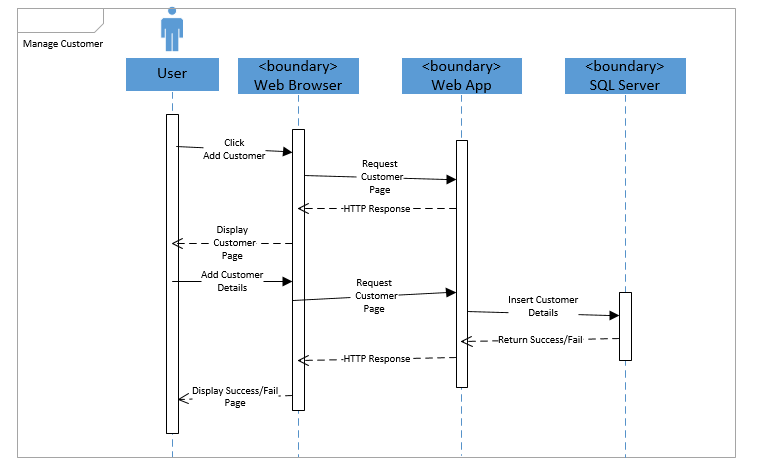 Manage Customer
User
<boundary>
Web Browser
<boundary>
Web App
<boundary>
SQL Server
Click
Add Customer
Request
Customer
Page
HTTP Response
Display
Customer
Page
Add Customer
Details
Request
Customer
Page
Insert Customer
Details
Return Success/Fail
HTTP Response
Display Success/Fail
Page